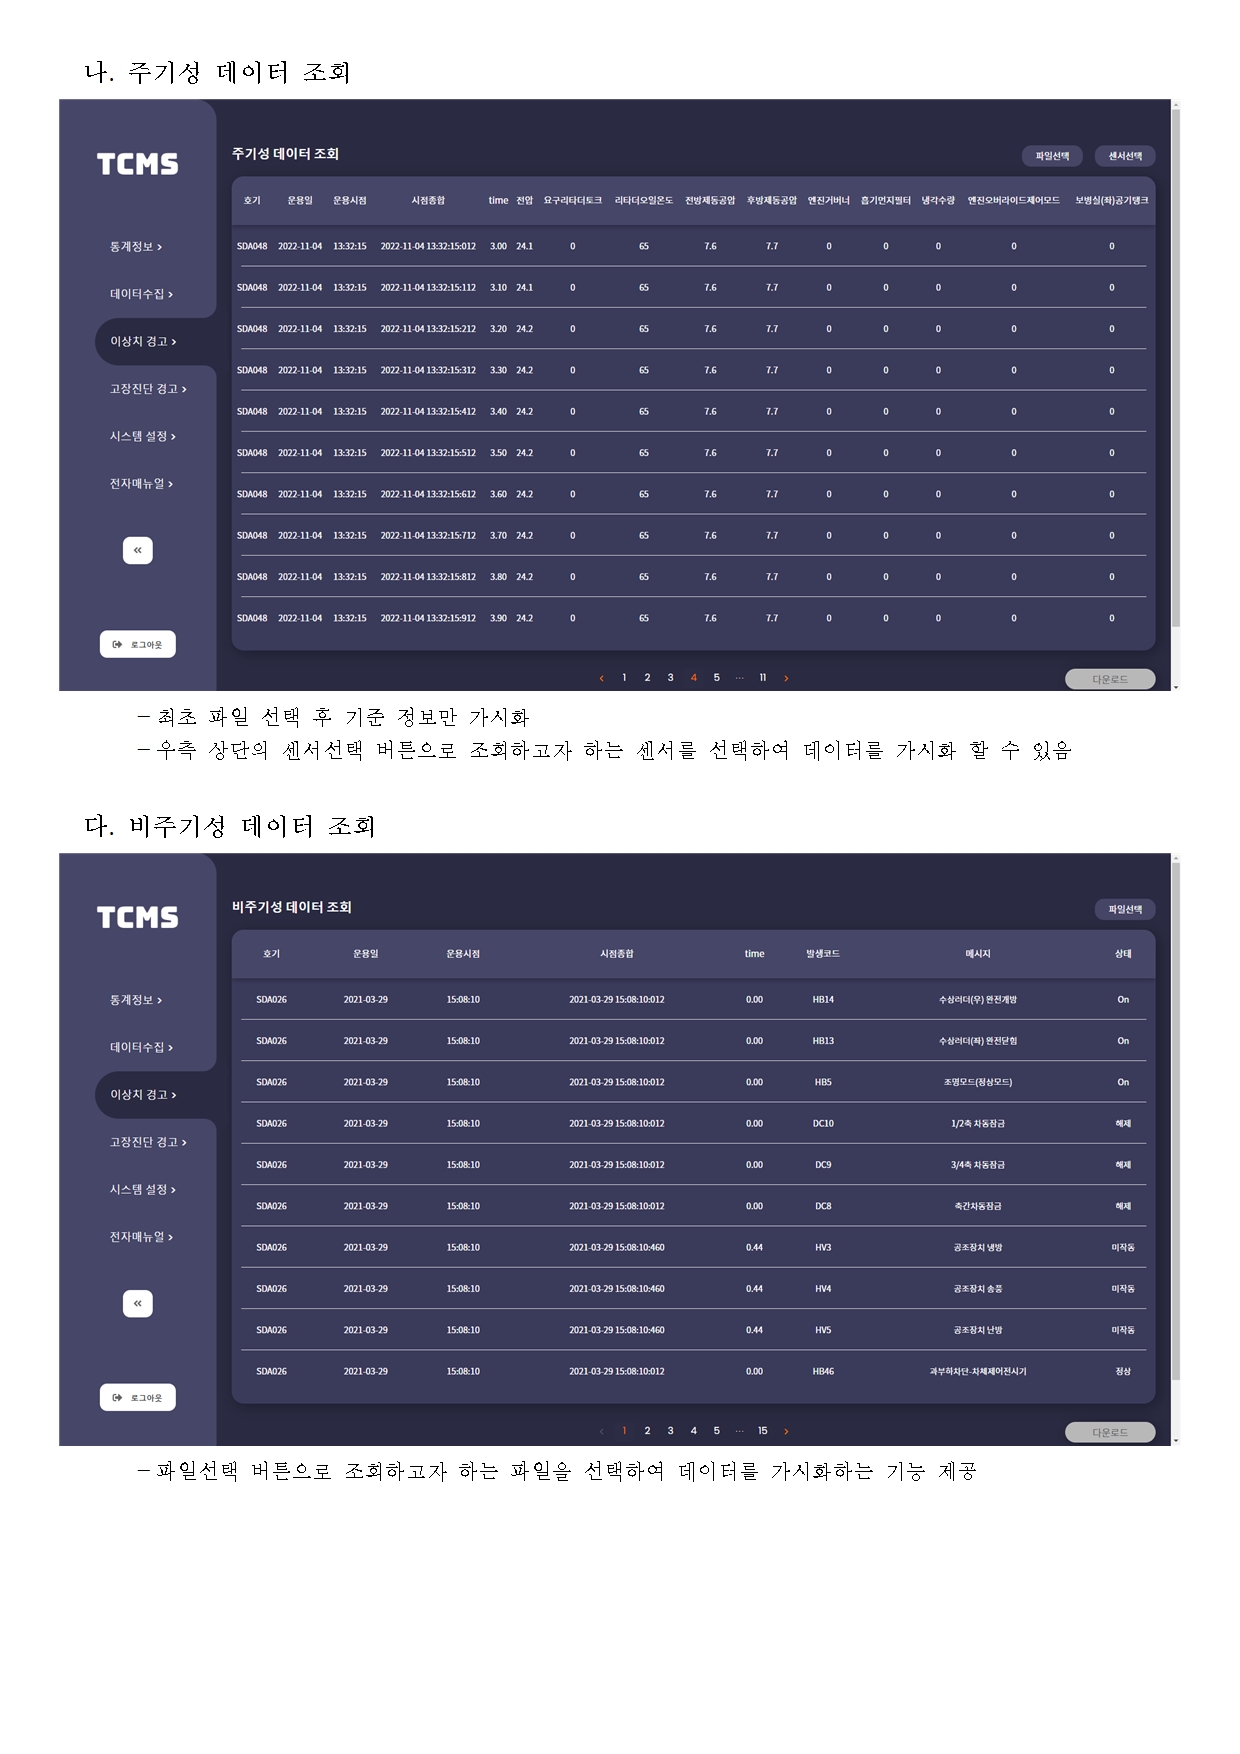 나. 주기성 데이터 조회
TCMS
통계정보 >
데이터수집 >
이상치 경고 >
고장진단 경고 >
시스템 설정 >
전자매뉴얼 >
«
로그아웃
주기성 데이터 조회
파일선택 센서선택
호기 운용일 운용시점 시점종합 time 전압 요구리타더토크 리타더오일온도 전방제동공압 후방제동공압 엔진거버너 흡기먼지필터 냉각수량 엔진오버라이드제어모드 보병실(좌)공기탱크
SDA048 2022-11-04 13:32:15 2022-11-04 13:32:15:012 3.00 24.1 0 65 7.6 7.7 0 0 0 0 0
SDA048 2022-11-04 13:32:15 2022-11-04 13:32:15:112 3.10 24.1 0 65 7.6 7.7 0 0 0 0 0
SDA048 2022-11-04 13:32:15 2022-11-04 13:32:15:212 3.20 24.2 0 65 7.6 7.7 0 0 0 0 0
SDA048 2022-11-04 13:32:15 2022-11-04 13:32:15:312 3.30 24.2 0 65 7.6 7.7 0 0 0 0 0
SDA048 2022-11-04 13:32:15 2022-11-04 13:32:15:412 3.40 24.2 0 65 7.6 7.7 0 0 0 0 0
SDA048 2022-11-04 13:32:15 2022-11-04 13:32:15:512 3.50 24.2 0 65 7.6 7.7 0 0 0 0 0
SDA048 2022-11-04 13:32:15 2022-11-04 13:32:15:612 3.60 24.2 0 65 7.6 7.7 0 0 0 0 0
SDA048 2022-11-04 13:32:15 2022-11-04 13:32:15:712 3.70 24.2 0 65 7.6 7.7 0 0 0 0 0
SDA048 2022-11-04 13:32:15 2022-11-04 13:32:15:812 3.80 24.2 0 65 7.6 7.7 0 0 0 0 0
SDA048 2022-11-04 13:32:15 2022-11-04 13:32:15:912 3.90 24.2 0 65 7.6 7.7 0 0 0 0 0
< 1 2 3 4 5 ··· 11 >
다운로드
– 최초 파일 선택 후 기준 정보만 가시화
– 우측 상단의 센서선택 버튼으로 조회하고자 하는 센서를 선택하여 데이터를 가시화 할 수 있음
다. 비주기성 데이터 조회
TCMS
통계정보 >
데이터수집 >
이상치 경고 >
고장진단 경고 >
시스템 설정 >
전자매뉴얼 >
«
로그아웃
비주기성 데이터 조회
파일선택
호기 운용일 운용시점 시점종합 time 발생코드 메시지 상태
SDA026 2021-03-29 15:08:10 2021-03-29 15:08:10:012 0.00 HB14 수상러더(우) 완전개방 On
SDA026 2021-03-29 15:08:10 2021-03-29 15:08:10:012 0.00 HB13 수상러더(좌) 완전닫힘 On
SDA026 2021-03-29 15:08:10 2021-03-29 15:08:10:012 0.00 HB5 조명모드(정상모드) On
SDA026 2021-03-29 15:08:10 2021-03-29 15:08:10:012 0.00 DC10 1/2축 차동잠금 해제
SDA026 2021-03-29 15:08:10 2021-03-29 15:08:10:012 0.00 DC9 3/4축 차동잠금 해제
SDA026 2021-03-29 15:08:10 2021-03-29 15:08:10:012 0.00 DC8 축간차동잠금 해제
SDA026 2021-03-29 15:08:10 2021-03-29 15:08:10:460 0.44 HV3 공조장치 냉방 미작동
SDA026 2021-03-29 15:08:10 2021-03-29 15:08:10:460 0.44 HV4 공조장치 송풍 미작동
SDA026 2021-03-29 15:08:10 2021-03-29 15:08:10:460 0.44 HV5 공조장치 난방 미작동
SDA026 2021-03-29 15:08:10 2021-03-29 15:08:10:012 0.00 HB46 과부하차단-차체제어전시기 정상
< 1 2 3 4 5 ··· 15 >
다운로드
– 파일선택 버튼으로 조회하고자 하는 파일을 선택하여 데이터를 가시화하는 기능 제공